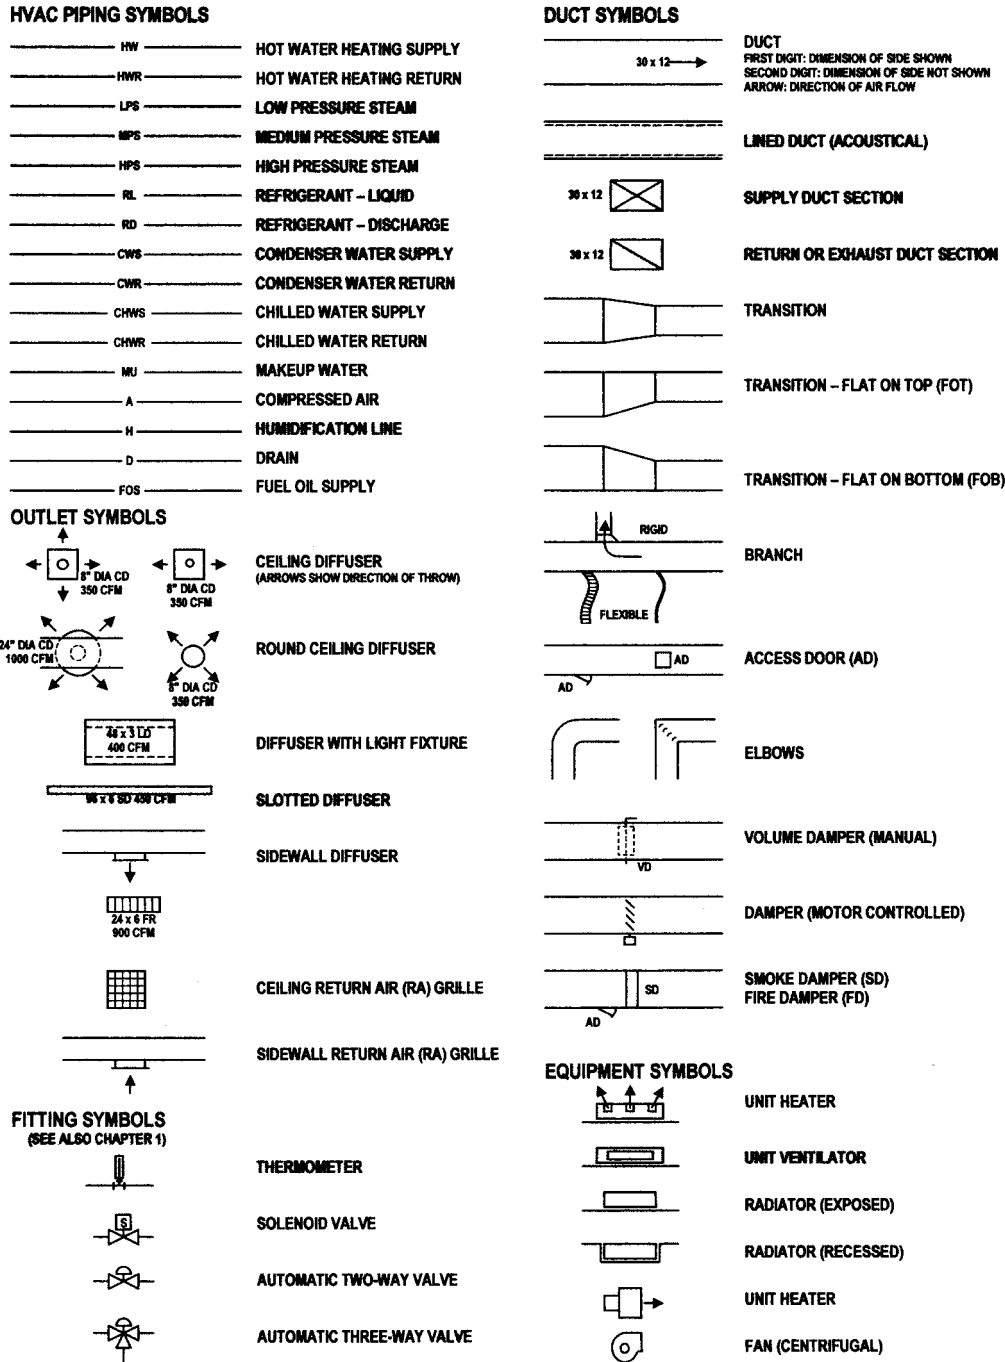 HVAC PIPING SYMBOLS
HW HOT WATER HEATING SUPPLY
HWR HOT WATER HEATING RETURN
LPS LOW PRESSURE STEAM
MPS MEDIUM PRESSURE STEAM
HPS HIGH PRESSURE STEAM
RL REFRIGERANT – LIQUID
RD REFRIGERANT – DISCHARGE
CWS CONDENSER WATER SUPPLY
CWR CONDENSER WATER RETURN
CHWS CHILLED WATER SUPPLY
CHWR CHILLED WATER RETURN
MU MAKEUP WATER
A COMPRESSED AIR
H HUMIDIFICATION LINE
D DRAIN
FOS FUEL OIL SUPPLY
OUTLET SYMBOLS
8" DIA CD
350 CFM
8" DIA CD
350 CFM
CEILING DIFFUSER
(ARROWS SHOW DIRECTION OF THROW)
24" DIA CD
1000 CFM
8" DIA CD
350 CFM
ROUND CEILING DIFFUSER
48 x 3 LD
400 CFM
DIFFUSER WITH LIGHT FIXTURE
96 x 6 SD 450 CFM
SLOTTED DIFFUSER
SIDEWALL DIFFUSER
24 x 6 FR
900 CFM
CEILING RETURN AIR (RA) GRILLE
SIDEWALL RETURN AIR (RA) GRILLE
FITTING SYMBOLS
(SEE ALSO CHAPTER 1)
THERMOMETER
S
SOLENOID VALVE
AUTOMATIC TWO-WAY VALVE
AUTOMATIC THREE-WAY VALVE
DUCT SYMBOLS
30 x 12
DUCT
FIRST DIGIT: DIMENSION OF SIDE SHOWN
SECOND DIGIT: DIMENSION OF SIDE NOT SHOWN
ARROW: DIRECTION OF AIR FLOW
LINED DUCT (ACOUSTICAL)
30 x 12 SUPPLY DUCT SECTION
30 x 12 RETURN OR EXHAUST DUCT SECTION
TRANSITION
TRANSITION – FLAT ON TOP (FOT)
TRANSITION – FLAT ON BOTTOM (FOB)
RIGID
BRANCH
FLEXIBLE
AD
ACCESS DOOR (AD)
AD
ELBOWS
VOLUME DAMPER (MANUAL)
VD
DAMPER (MOTOR CONTROLLED)
SD
SMOKE DAMPER (SD)
FIRE DAMPER (FD)
AD
EQUIPMENT SYMBOLS
UNIT HEATER
UNIT VENTILATOR
RADIATOR (EXPOSED)
RADIATOR (RECESSED)
UNIT HEATER
FAN (CENTRIFUGAL)